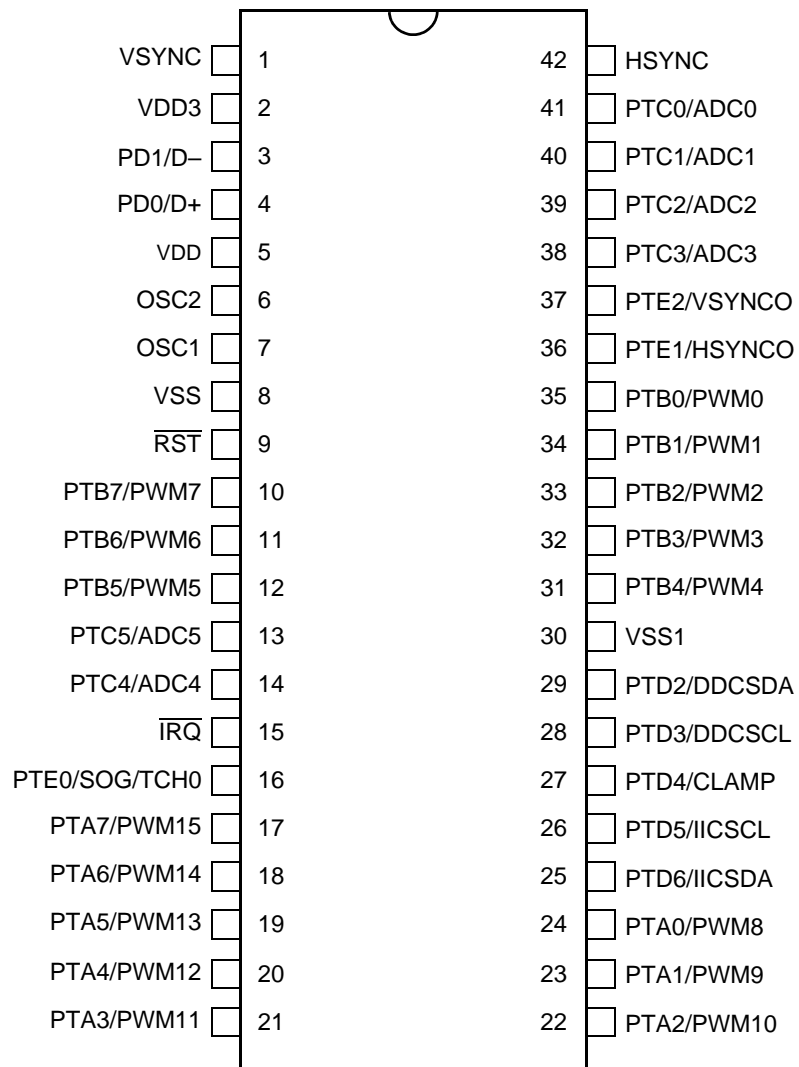 VSYNC 1 42 HSYNC
VDD3 2 41 PTC0/ADC0
PD1/D– 3 40 PTC1/ADC1
PD0/D+ 4 39 PTC2/ADC2
VDD 5 38 PTC3/ADC3
OSC2 6 37 PTE2/VSYNCO
OSC1 7 36 PTE1/HSYNCO
VSS 8 35 PTB0/PWM0
R̅S̅T̅ 9 34 PTB1/PWM1
PTB7/PWM7 10 33 PTB2/PWM2
PTB6/PWM6 11 32 PTB3/PWM3
PTB5/PWM5 12 31 PTB4/PWM4
PTC5/ADC5 13 30 VSS1
PTC4/ADC4 14 29 PTD2/DDCSDA
I̅R̅Q̅ 15 28 PTD3/DDCSCL
PTE0/SOG/TCH0 16 27 PTD4/CLAMP
PTA7/PWM15 17 26 PTD5/IICSCL
PTA6/PWM14 18 25 PTD6/IICSDA
PTA5/PWM13 19 24 PTA0/PWM8
PTA4/PWM12 20 23 PTA1/PWM9
PTA3/PWM11 21 22 PTA2/PWM10